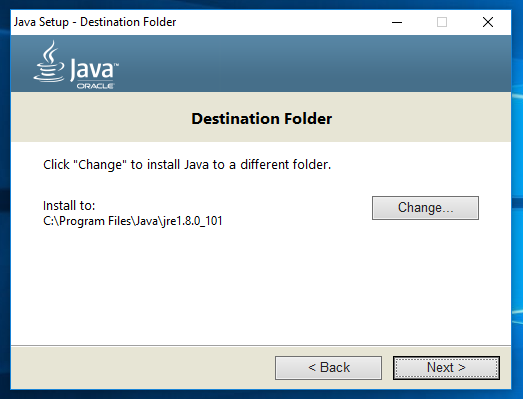 Java Setup - Destination Folder
Java™
ORACLE
Destination Folder
Click "Change" to install Java to a different folder.
Install to:
Change...
C:\Program Files\Java\jre1.8.0_101
< Back
Next >